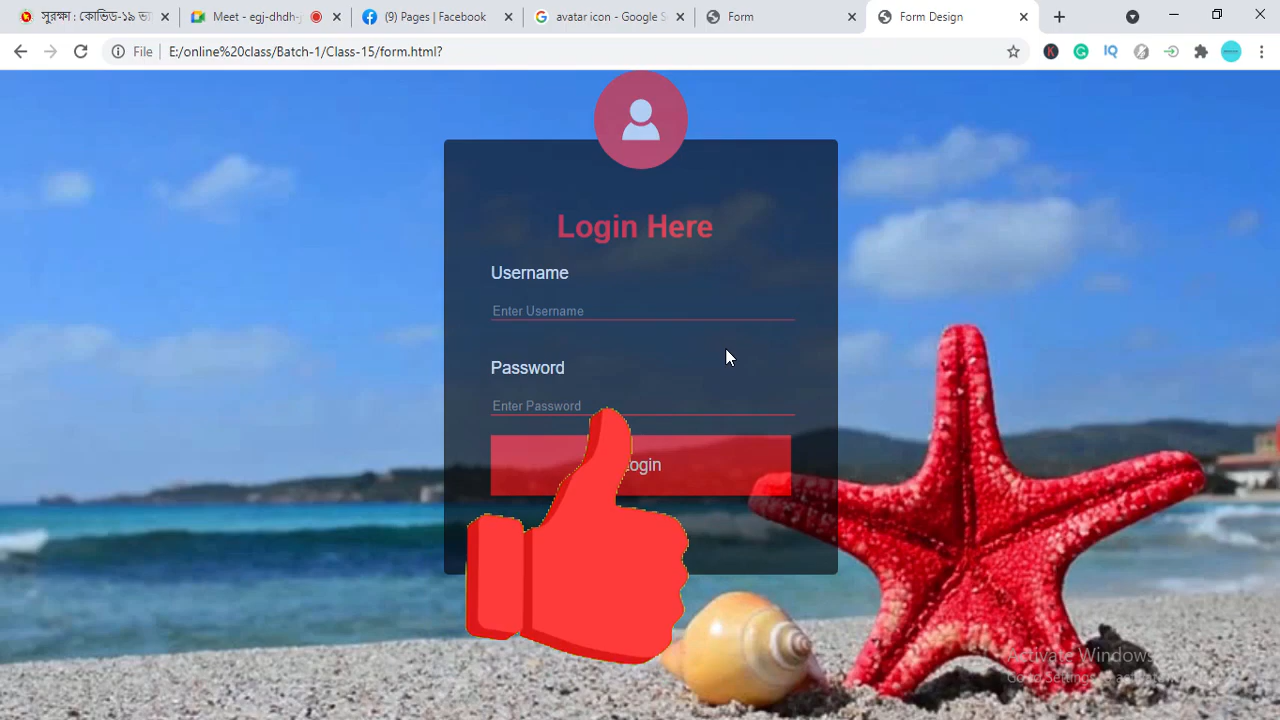 সুরক্ষা : কোভিড-১৯ ভ্যা
Meet - egj-dhdh-
(9) Pages | Facebook
avatar icon - Google S
Form
Form Design
File
E:/online%20class/Batch-1/Class-15/form.html?
Login Here
Username
Enter Username
Password
Enter Password
Login
Activate Windows